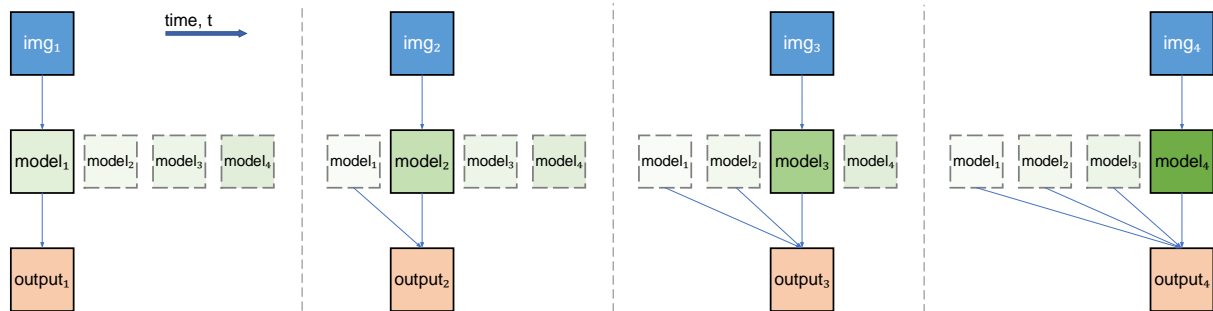 img₁ time, t img₂ img₃ img₄
model₁ model₂ model₃ model₄ model₁ model₂ model₃ model₄ model₁ model₂ model₃ model₄ model₁ model₂ model₃ model₄
output₁ output₂ output₃ output₄